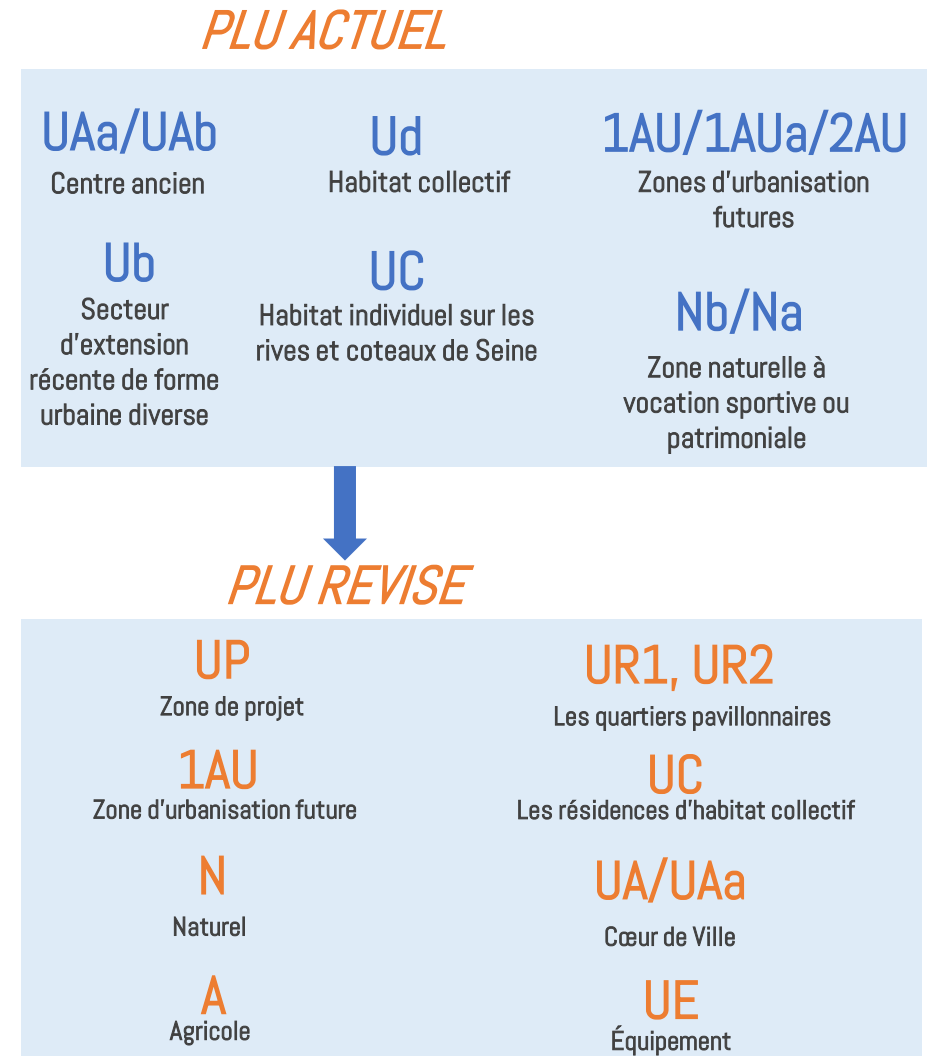 PLU ACTUEL
UAa/UAb
Centre ancien
Ud
Habitat collectif
1AU/1AUa/2AU
Zones d'urbanisation
futures
Ub
Secteur
d'extension
récente de forme
urbaine diverse
UC
Habitat individuel sur les
rives et coteaux de Seine
Nb/Na
Zone naturelle à
vocation sportive ou
patrimoniale
PLU REVISE
UP
Zone de projet
UR1, UR2
Les quartiers pavillonnaires
1AU
Zone d'urbanisation future
UC
Les résidences d'habitat collectif
N
Naturel
UA/UAa
Cœur de Ville
A
Agricole
UE
Équipement